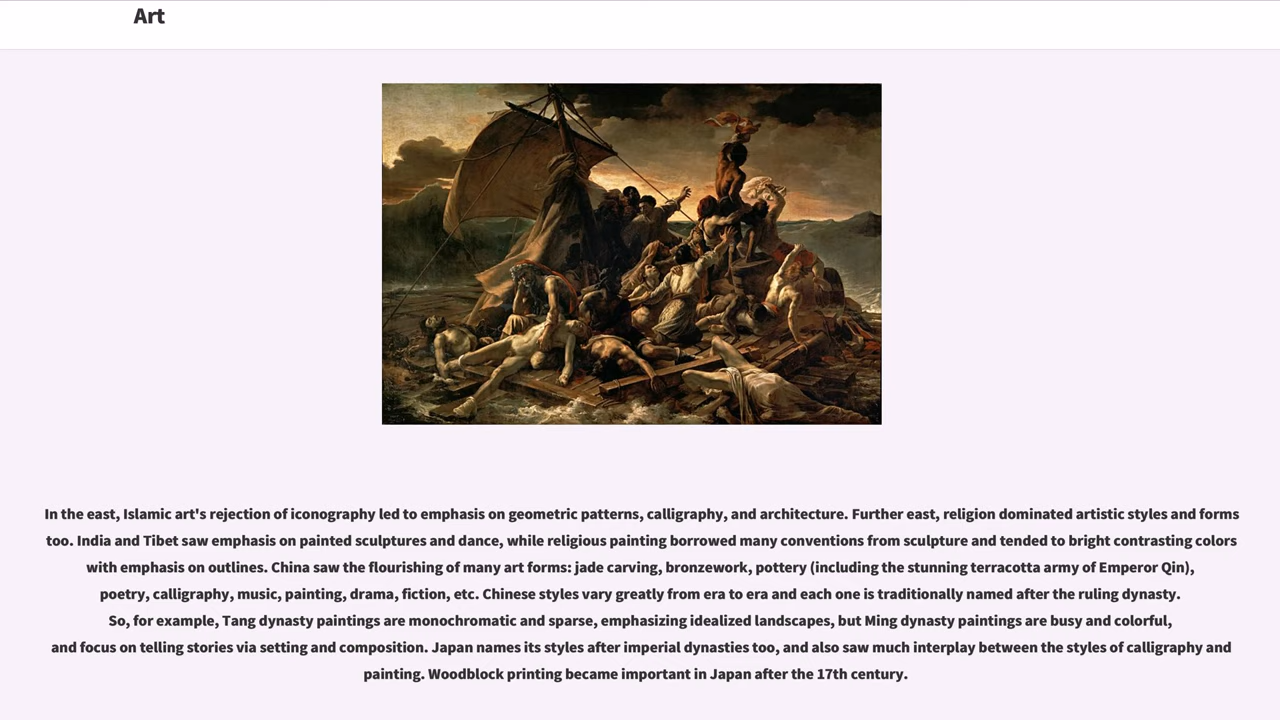 Art
In the east, Islamic art's rejection of iconography led to emphasis on geometric patterns, calligraphy, and architecture. Further east, religion dominated artistic styles and forms
too. India and Tibet saw emphasis on painted sculptures and dance, while religious painting borrowed many conventions from sculpture and tended to bright contrasting colors
with emphasis on outlines. China saw the flourishing of many art forms: jade carving, bronzework, pottery (including the stunning terracotta army of Emperor Qin),
poetry, calligraphy, music, painting, drama, fiction, etc. Chinese styles vary greatly from era to era and each one is traditionally named after the ruling dynasty.
So, for example, Tang dynasty paintings are monochromatic and sparse, emphasizing idealized landscapes, but Ming dynasty paintings are busy and colorful,
and focus on telling stories via setting and composition. Japan names its styles after imperial dynasties too, and also saw much interplay between the styles of calligraphy and
painting. Woodblock printing became important in Japan after the 17th century.